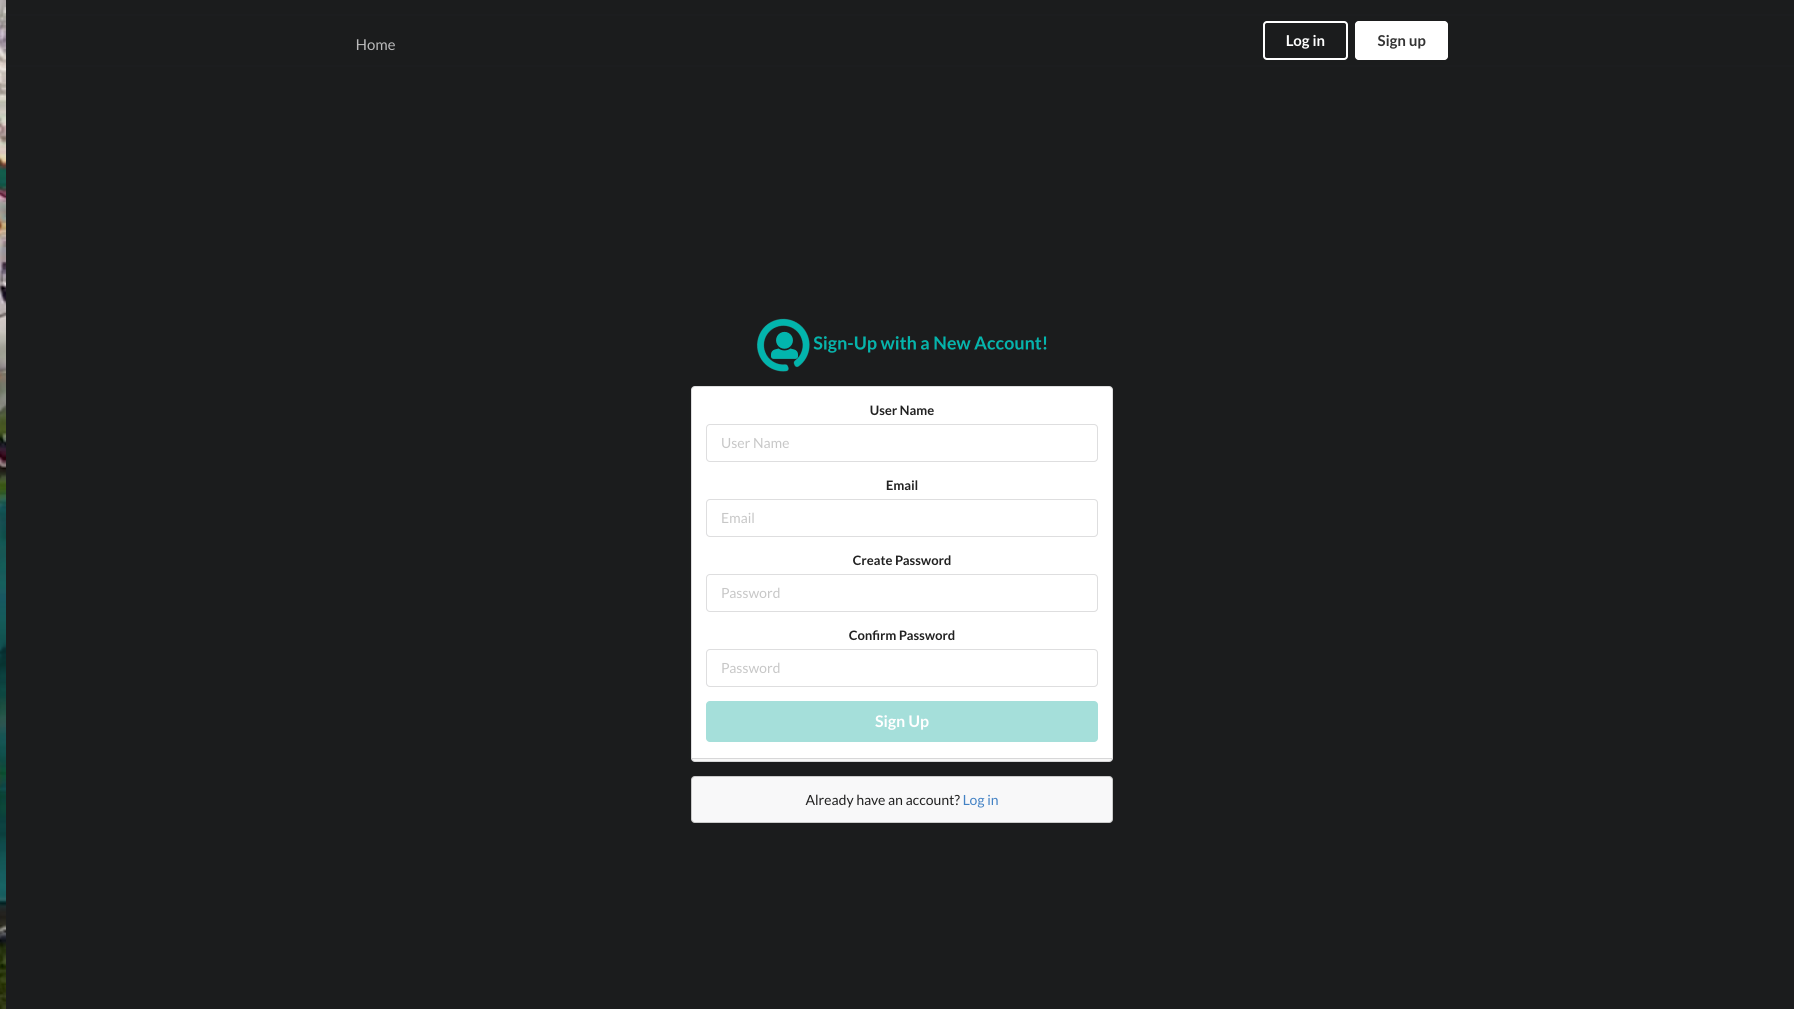 Home
Log in
Sign up
Sign-Up with a New Account!
User Name
User Name
Email
Email
Create Password
Password
Confirm Password
Password
Sign Up
Already have an account? Log in